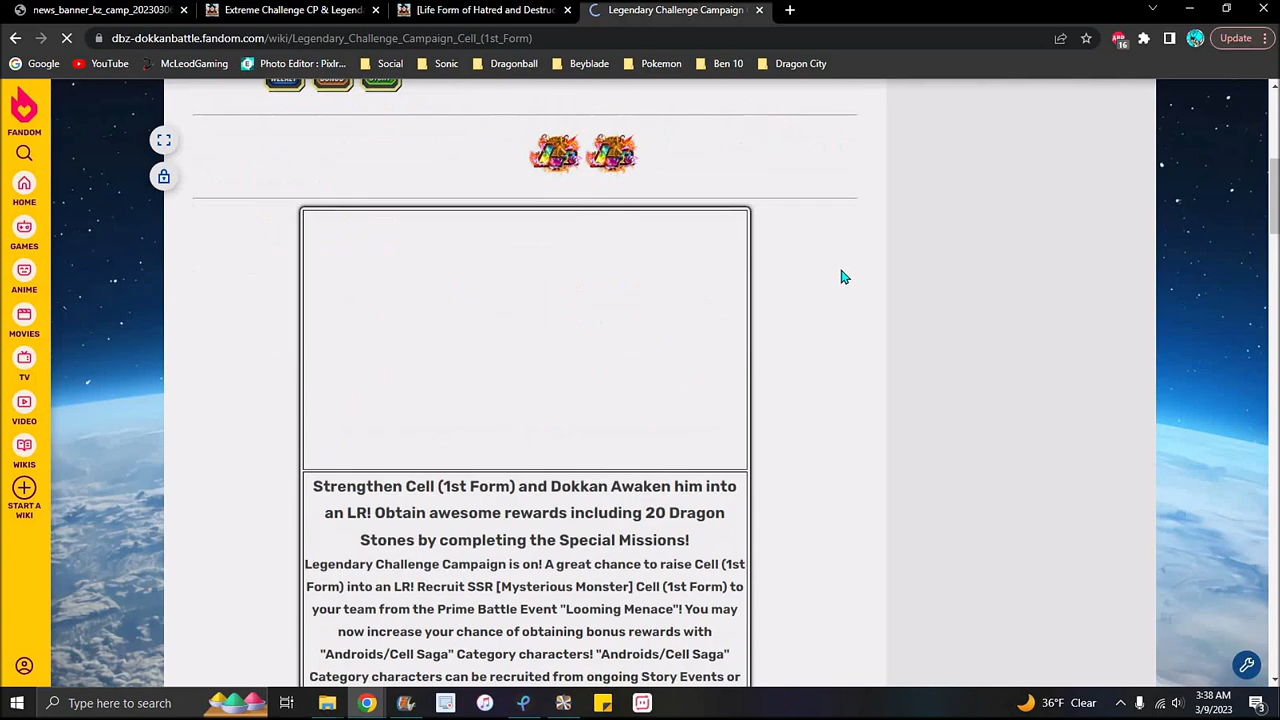 news_banner_kz_camp_20230306
Extreme Challenge CP & Legenda
[Life Form of Hatred and Destruc
Legendary Challenge Campaign
dbz-dokkanbattle.fandom.com/wiki/Legendary_Challenge_Campaign_Cell_(1st_Form)
16
Update
Google
YouTube
McLeodGaming
Photo Editor : Pixlr...
Social
Sonic
Dragonball
Beyblade
Pokemon
Ben 10
Dragon City
FANDOM
HOME
GAMES
ANIME
MOVIES
TV
VIDEO
WIKIS
START A
WIKI
Strengthen Cell (1st Form) and Dokkan Awaken him into
an LR! Obtain awesome rewards including 20 Dragon
Stones by completing the Special Missions!
Legendary Challenge Campaign is on! A great chance to raise Cell (1st
Form) into an LR! Recruit SSR [Mysterious Monster] Cell (1st Form) to
your team from the Prime Battle Event "Looming Menace"! You may
now increase your chance of obtaining bonus rewards with
"Androids/Cell Saga" Category characters! "Androids/Cell Saga"
Category characters can be recruited from ongoing Story Events or
Type here to search
36°F Clear
3:38 AM
3/9/2023
3